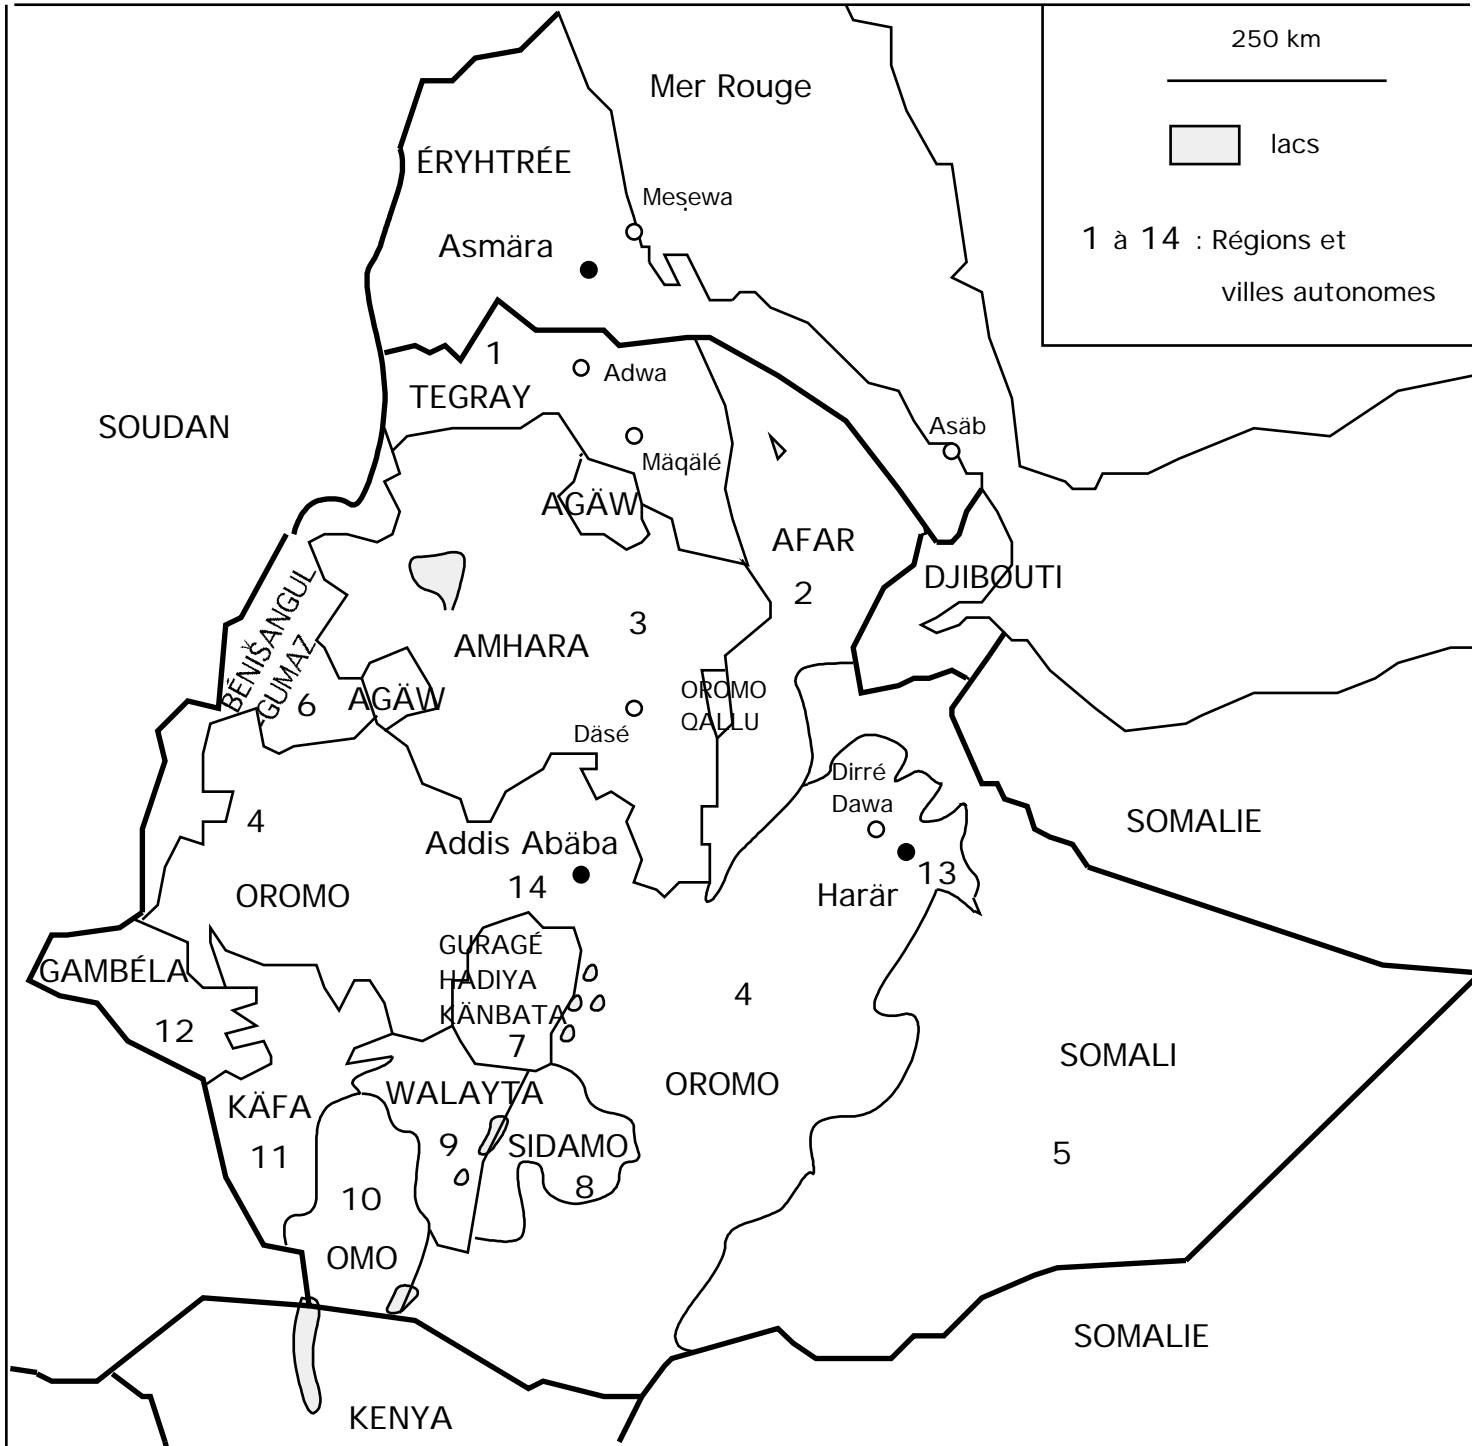 250 km
Mer Rouge
lacs
ÉRYHTRÉE
Meṣewa
1 à 14 : Régions et
villes autonomes
Asmära
1
Adwa
TEGRAY
SOUDAN
Asäb
Mäqälé
AGÄW
AFAR
DJIBOUTI
2
3
BÉNIŠANGUL
GUMAZ
AMHARA
6
AGÄW
OROMO
QALLU
Däsé
Dirré
Dawa
4
SOMALIE
Addis Abäba
14
13
OROMO
Harär
GURAGÉ
HADIYA
KÄNBATA
7
GAMBÉLA
12
4
SOMALI
OROMO
KÄFA
WALAYTA
11
9
SIDAMO
8
5
10
OMO
SOMALIE
KENYA